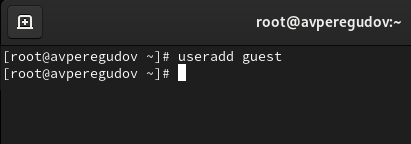 root@avperegudov:~
[root@avperegudov ~]# useradd guest
[root@avperegudov ~]#